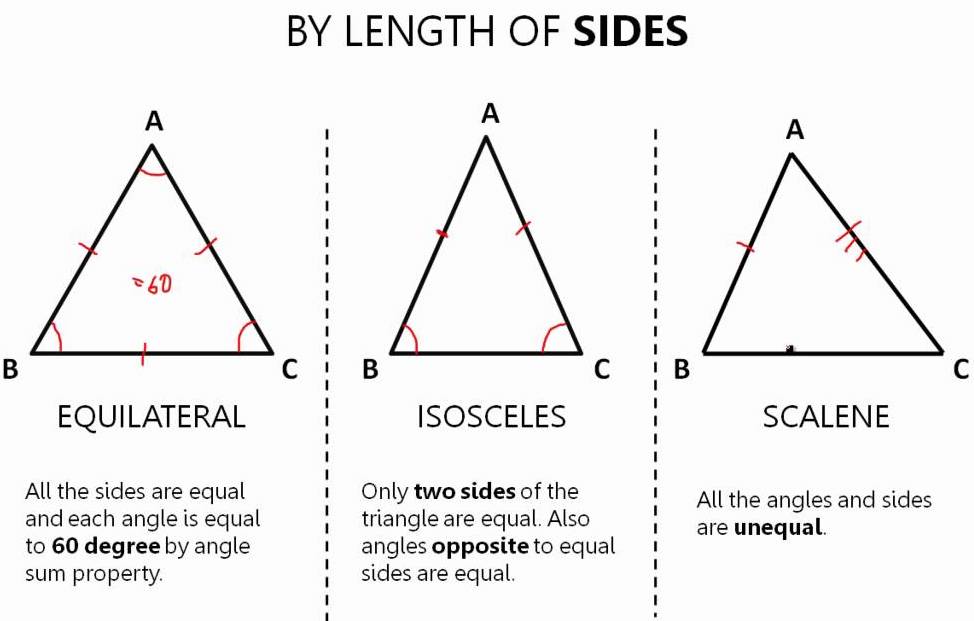 BY LENGTH OF SIDES
A
B
C
= 60
EQUILATERAL
All the sides are equal
and each angle is equal
to 60 degree by angle
sum property.
A
B
C
ISOSCELES
Only two sides of the
triangle are equal. Also
angles opposite to equal
sides are equal.
A
B
C
SCALENE
All the angles and sides
are unequal.